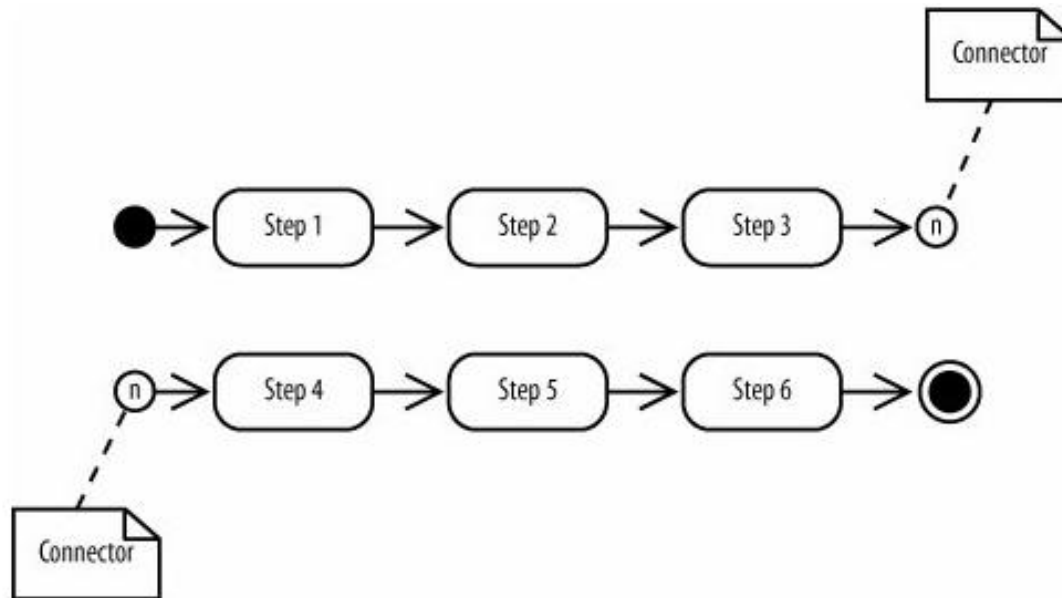 Connector
Step 1
Step 2
Step 3
n
n
Step 4
Step 5
Step 6
Connector